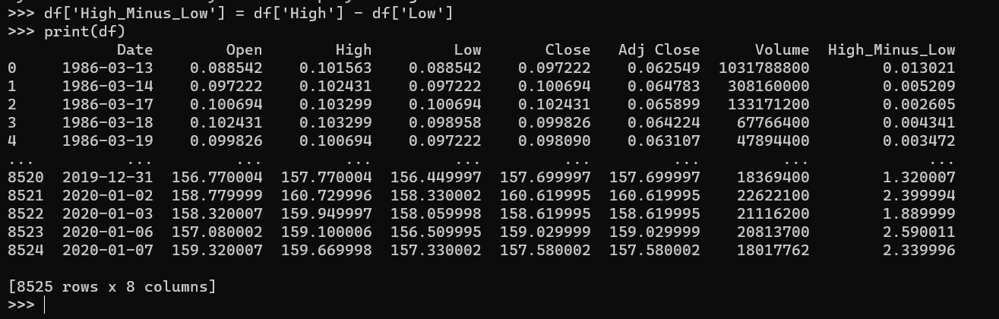 >>> df['High_Minus_Low'] = df['High'] - df['Low']
>>> print(df)
            Date        Open        High         Low       Close   Adj Close      Volume  High_Minus_Low
0     1986-03-13    0.088542    0.101563    0.088542    0.097222    0.062549  1031788800        0.013021
1     1986-03-14    0.097222    0.102431    0.097222    0.100694    0.064783   308160000        0.005209
2     1986-03-17    0.100694    0.103299    0.100694    0.102431    0.065899   133171200        0.002605
3     1986-03-18    0.102431    0.103299    0.098958    0.099826    0.064224    67766400        0.004341
4     1986-03-19    0.099826    0.100694    0.097222    0.098090    0.063107    47894400        0.003472
...          ...         ...         ...         ...         ...         ...         ...             ...
8520  2019-12-31  156.770004  157.770004  156.449997  157.699997  157.699997    18369400        1.320007
8521  2020-01-02  158.779999  160.729996  158.330002  160.619995  160.619995    22622100        2.399994
8522  2020-01-03  158.320007  159.949997  158.059998  158.619995  158.619995    21116200        1.889999
8523  2020-01-06  157.080002  159.100006  156.509995  159.029999  159.029999    20813700        2.590011
8524  2020-01-07  159.320007  159.669998  157.330002  157.580002  157.580002    18017762        2.339996
[8525 rows x 8 columns]
>>>